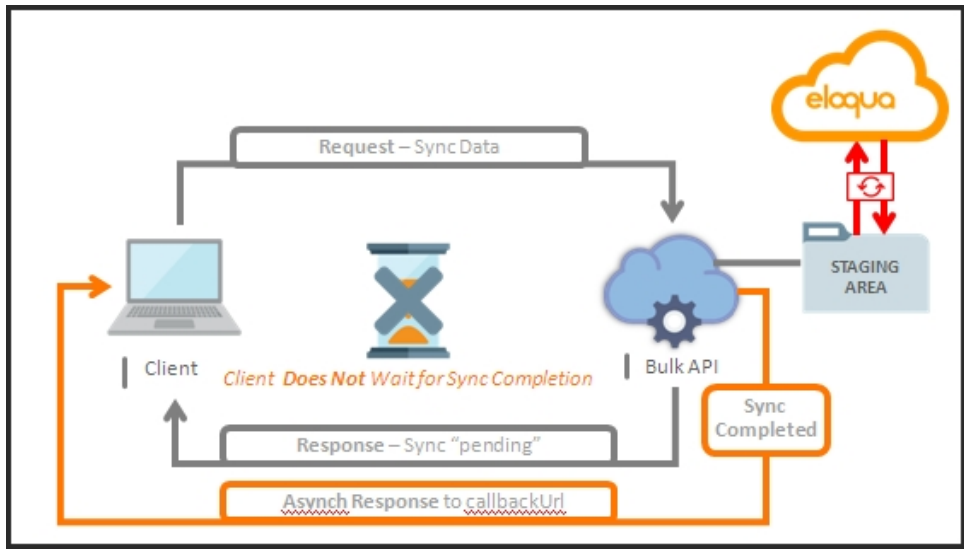 eloqua
Request – Sync Data
STAGING
AREA
Client
Client Does Not Wait for Sync Completion
Bulk API
Sync
Completed
Response – Sync “pending”
Asynch Response to callbackUrl